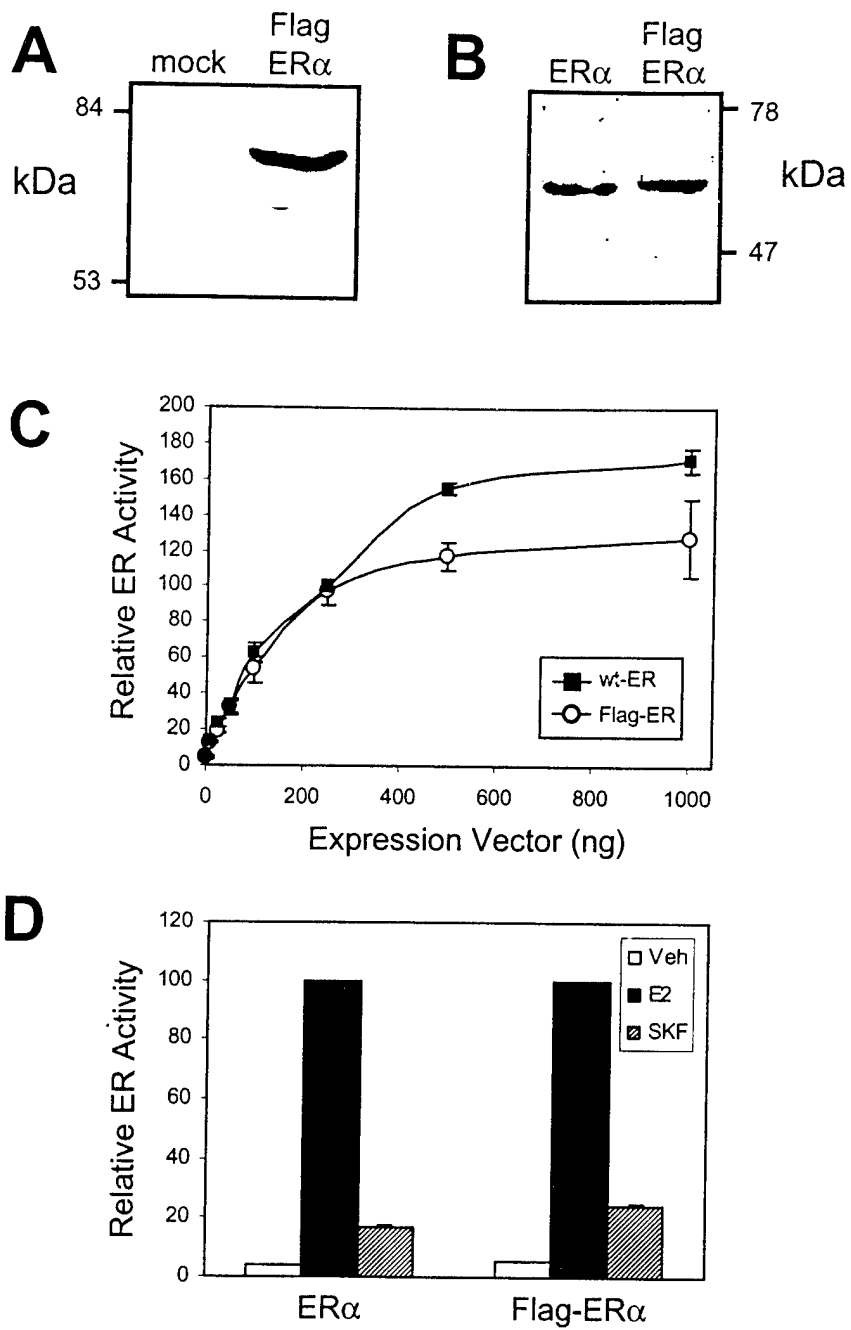 A
mock
Flag
ERα
84
kDa
53
B
ERα
Flag
ERα
78
kDa
47
C
Relative ER Activity
200
180
160
140
120
100
80
60
40
20
0
0 200 400 600 800 1000
Expression Vector (ng)
wt-ER
Flag-ER
D
Relative ER Activity
120
100
80
60
40
20
0
Veh
E2
SKF
ERα
Flag-ERα